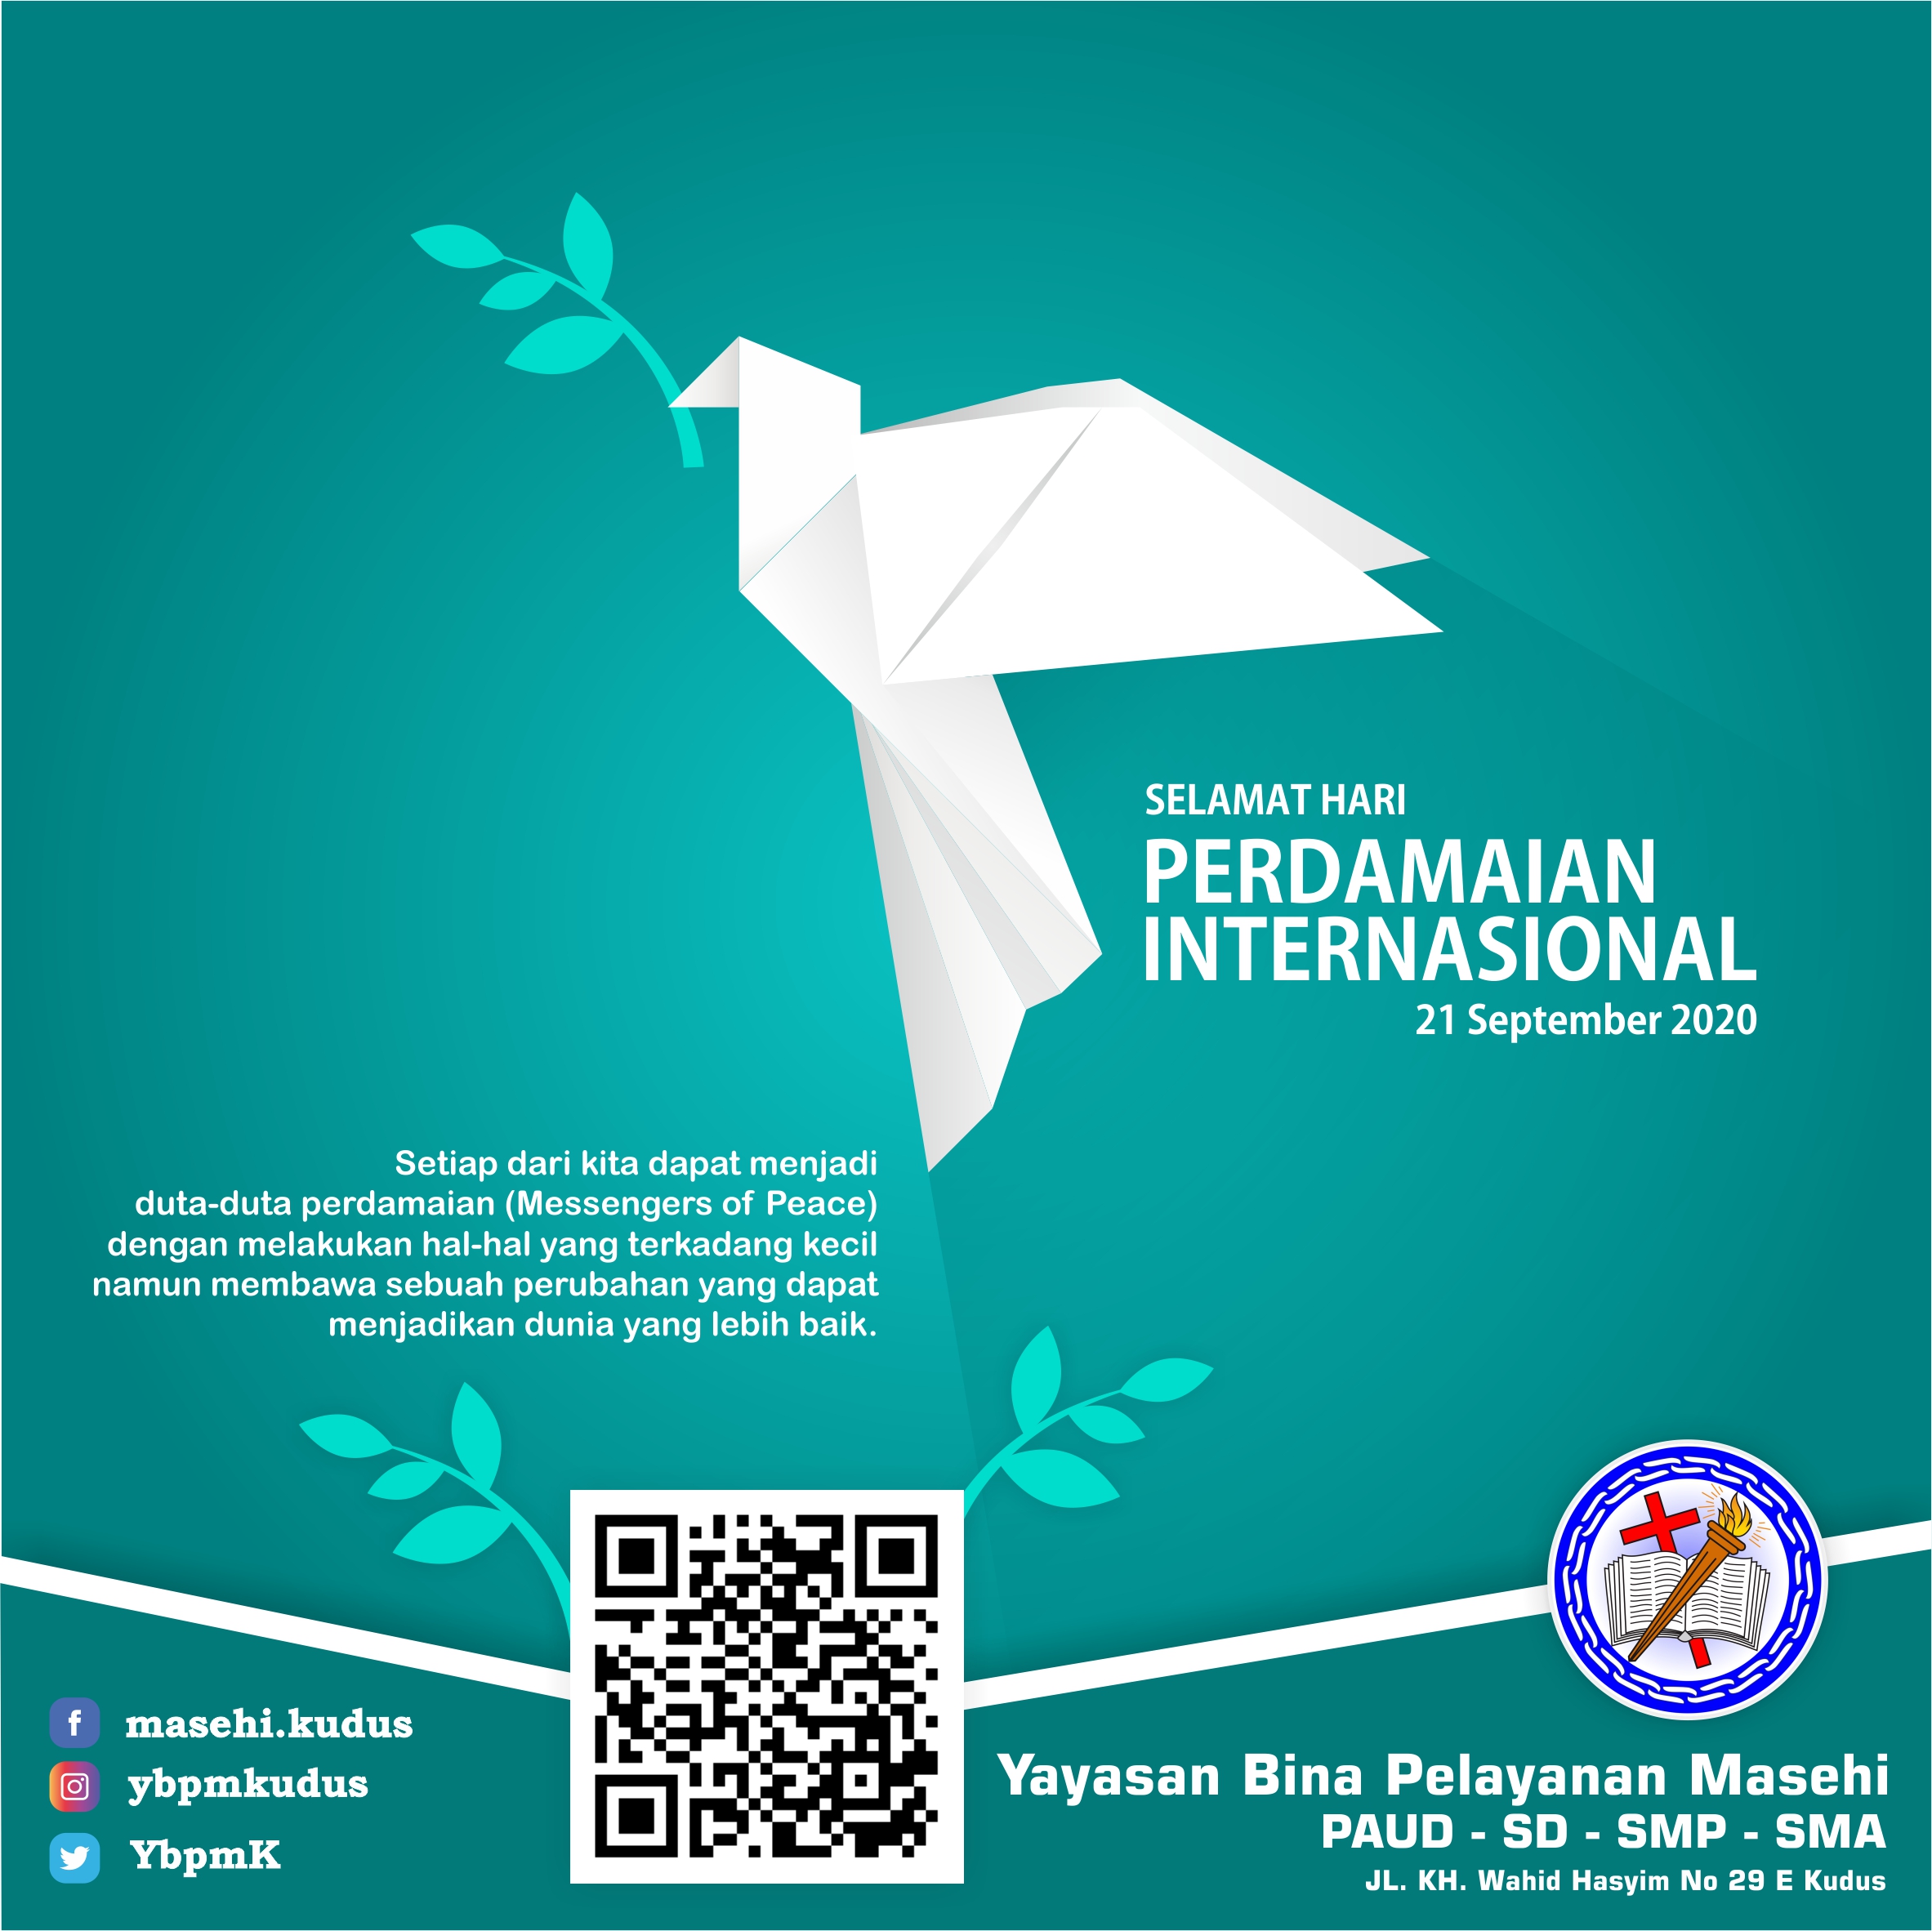 SELAMAT HARI
PERDAMAIAN
INTERNASIONAL
21 September 2020
Setiap dari kita dapat menjadi
duta-duta perdamaian (Messengers of Peace)
dengan melakukan hal-hal yang terkadang kecil
namun membawa sebuah perubahan yang dapat
menjadikan dunia yang lebih baik.
masehi.kudus
ybpmkudus
YbpmK
Yayasan Bina Pelayanan Masehi
PAUD - SD - SMP - SMA
JL. KH. Wahid Hasyim No 29 E Kudus